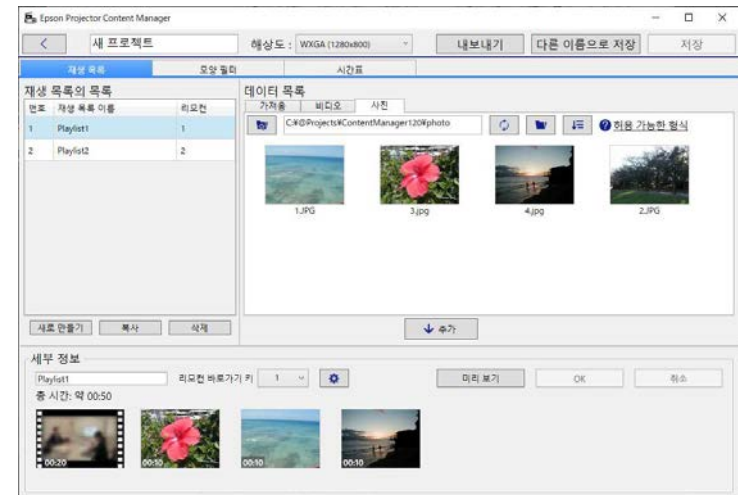 Epson Projector Content Manager
새 프로젝트 해상도 : WXGA (1280x800) 내보내기 다른 이름으로 저장 저장
재생 목록 모양 필터 시간표
재생 목록의 목록
번호 재생 목록 이름 리모컨
1 Playlist1 1
2 Playlist2 2
새로 만들기 복사 삭제
데이터 목록
가져옴 비디오 사진
C:¥@Projects¥ContentManager120¥photo 허용 가능한 형식
1.JPG 3.jpg 4.jpg 2.JPG
추가
세부 정보
Playlist1 리모컨 바로가기 키 1 미리 보기 OK 취소
총 시간: 약 00:50
00:20 00:10 00:10 00:10